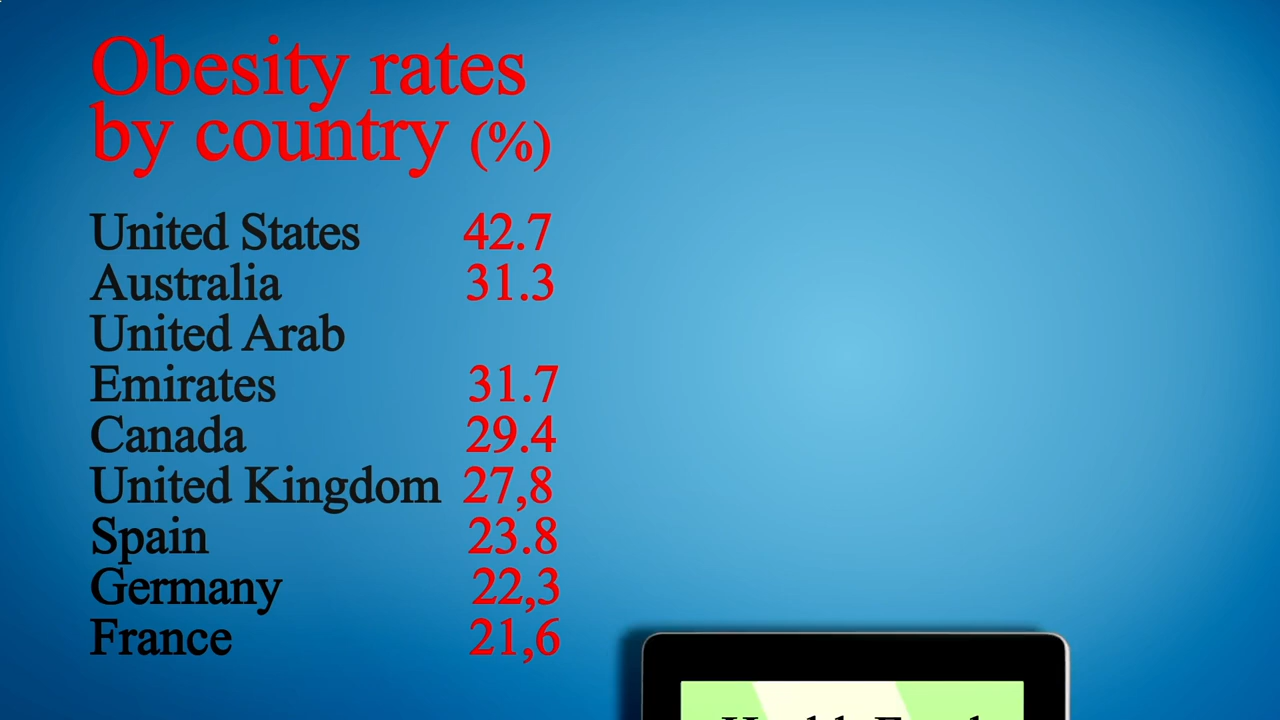 Obesity rates
by country (%)
United States 42.7
Australia 31.3
United Arab
Emirates 31.7
Canada 29.4
United Kingdom 27,8
Spain 23.8
Germany 22,3
France 21,6